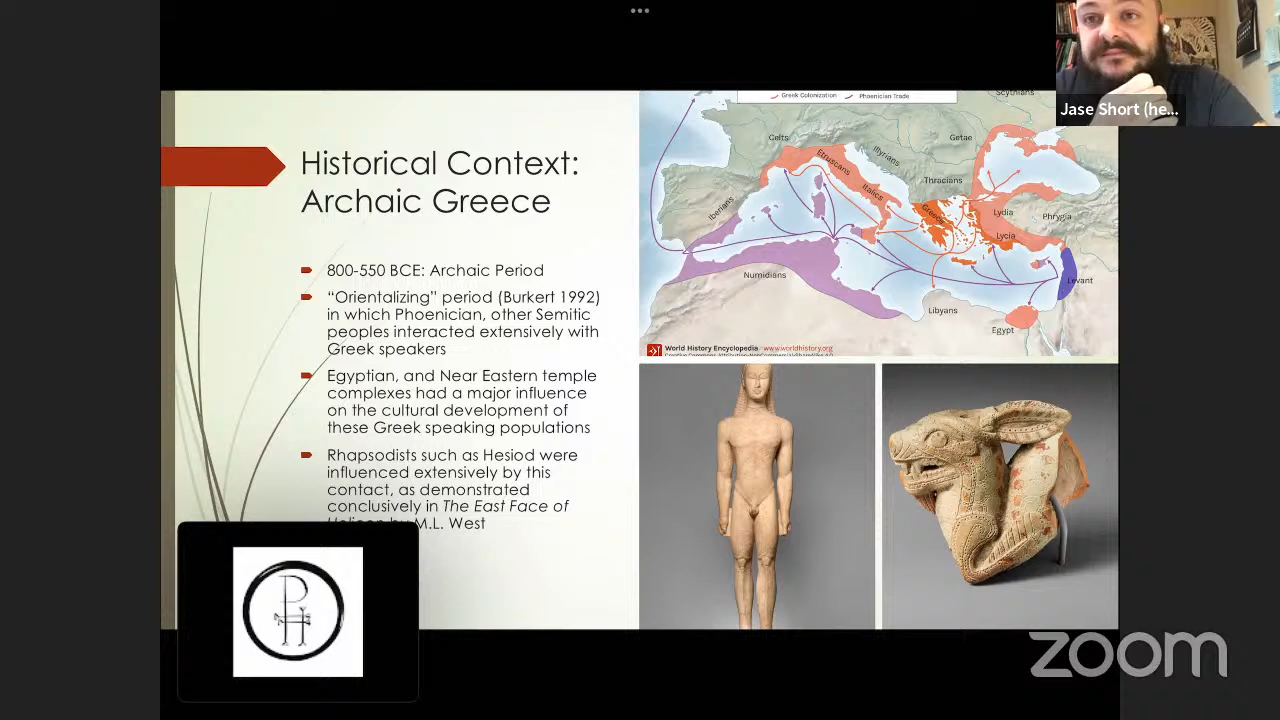 Historical Context:
Archaic Greece
800-550 BCE: Archaic Period
“Orientalizing” period (Burkert 1992)
in which Phoenician, other Semitic
peoples interacted extensively with
Greek speakers
Egyptian, and Near Eastern temple
complexes had a major influence
on the cultural development of
these Greek speaking populations
Rhapsodists such as Hesiod were
influenced extensively by this
contact, as demonstrated
conclusively in The East Face of
Helicon by M.L. West
Greek Colonization Phoenician Trade
Scythians
Celts
Getae
Etruscans
Illyrians
Thracians
Italics
Iberians
Greece
Lydia
Phrygia
Lycia
Numidians
Levant
Libyans
Egypt
World History Encyclopedia www.worldhistory.org
Jase Short (he...
PH
zoom